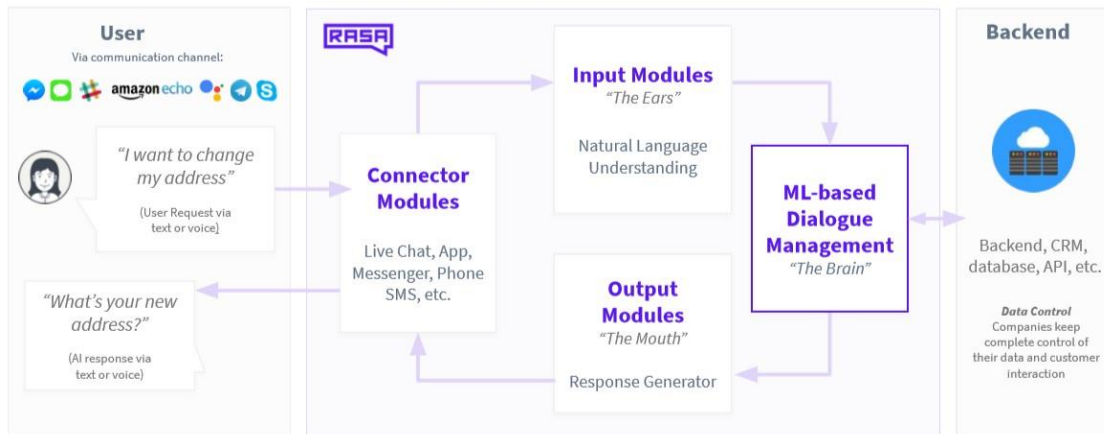 User
Via communication channel:
amazon echo
“I want to change
my address”
(User Request via
text or voice)
“What’s your new
address?”
(AI response via
text or voice)
RASA
Connector
Modules
Live Chat, App,
Messenger, Phone
SMS, etc.
Input Modules
“The Ears”
Natural Language
Understanding
ML-based
Dialogue
Management
“The Brain”
Output
Modules
“The Mouth”
Response Generator
Backend
Backend, CRM,
database, API, etc.
Data Control
Companies keep
complete control of
their data and customer
interaction